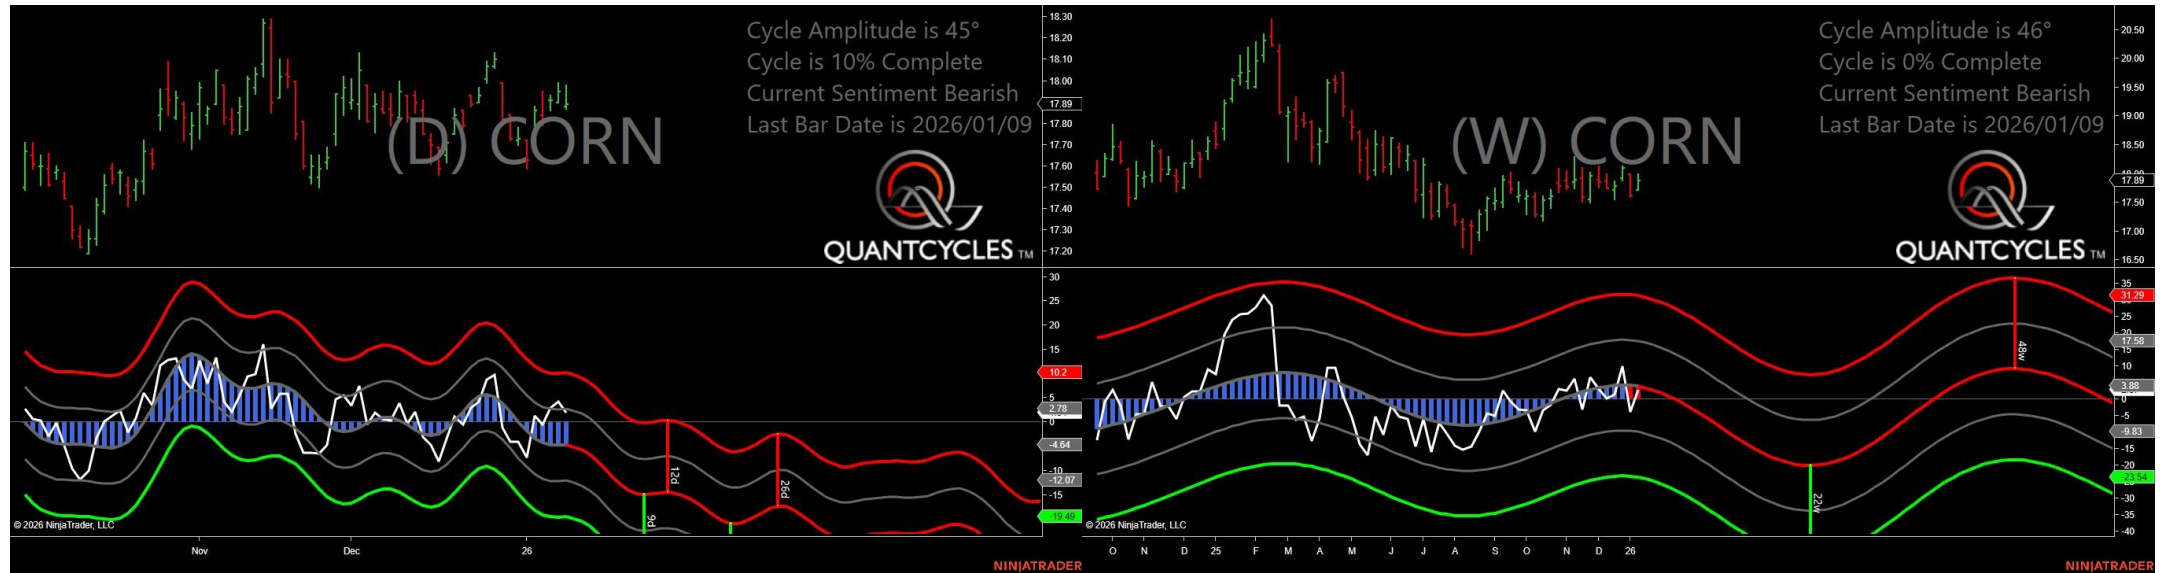 Cycle Amplitude is 45°
Cycle is 10% Complete
Current Sentiment Bearish
Last Bar Date is 2026/01/09
(D) CORN
QUANTCYCLES TM
18.30
18.20
18.10
18.00
17.89
17.80
17.70
17.60
17.50
17.40
17.30
17.20
30
25
20
15
10.2
5
2.78
0
-4.64
-10
-12.07
-15
-19.49
12d
26d
9d
© 2026 NinjaTrader, LLC
Nov
Dec
26
NINJATRADER
Cycle Amplitude is 46°
Cycle is 0% Complete
Current Sentiment Bearish
Last Bar Date is 2026/01/09
(W) CORN
QUANTCYCLES TM
20.50
20.00
19.50
19.00
18.50
17.89
17.50
17.00
16.50
35
31.29
25
17.58
15
10
3.88
0
-5
-9.83
-15
-20
-23.54
-30
-35
-40
48w
22w
© 2026 NinjaTrader, LLC
O N D 25 F M A M J J A S O N D 26
NINJATRADER